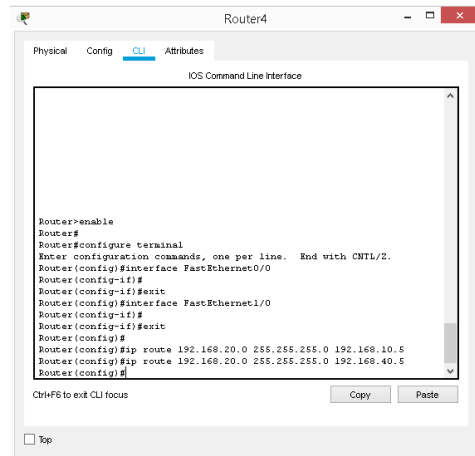 Router4
Physical Config CLI Attributes
IOS Command Line Interface
Router>enable
Router#
Router#configure terminal
Enter configuration commands, one per line.  End with CNTL/Z.
Router(config)#interface FastEthernet0/0
Router(config-if)#
Router(config-if)#exit
Router(config)#interface FastEthernet1/0
Router(config-if)#
Router(config-if)#exit
Router(config)#
Router(config)#ip route 192.168.20.0 255.255.255.0 192.168.10.5
Router(config)#ip route 192.168.20.0 255.255.255.0 192.168.40.5
Router(config)#
Ctrl+F6 to exit CLI focus
Copy Paste
Top